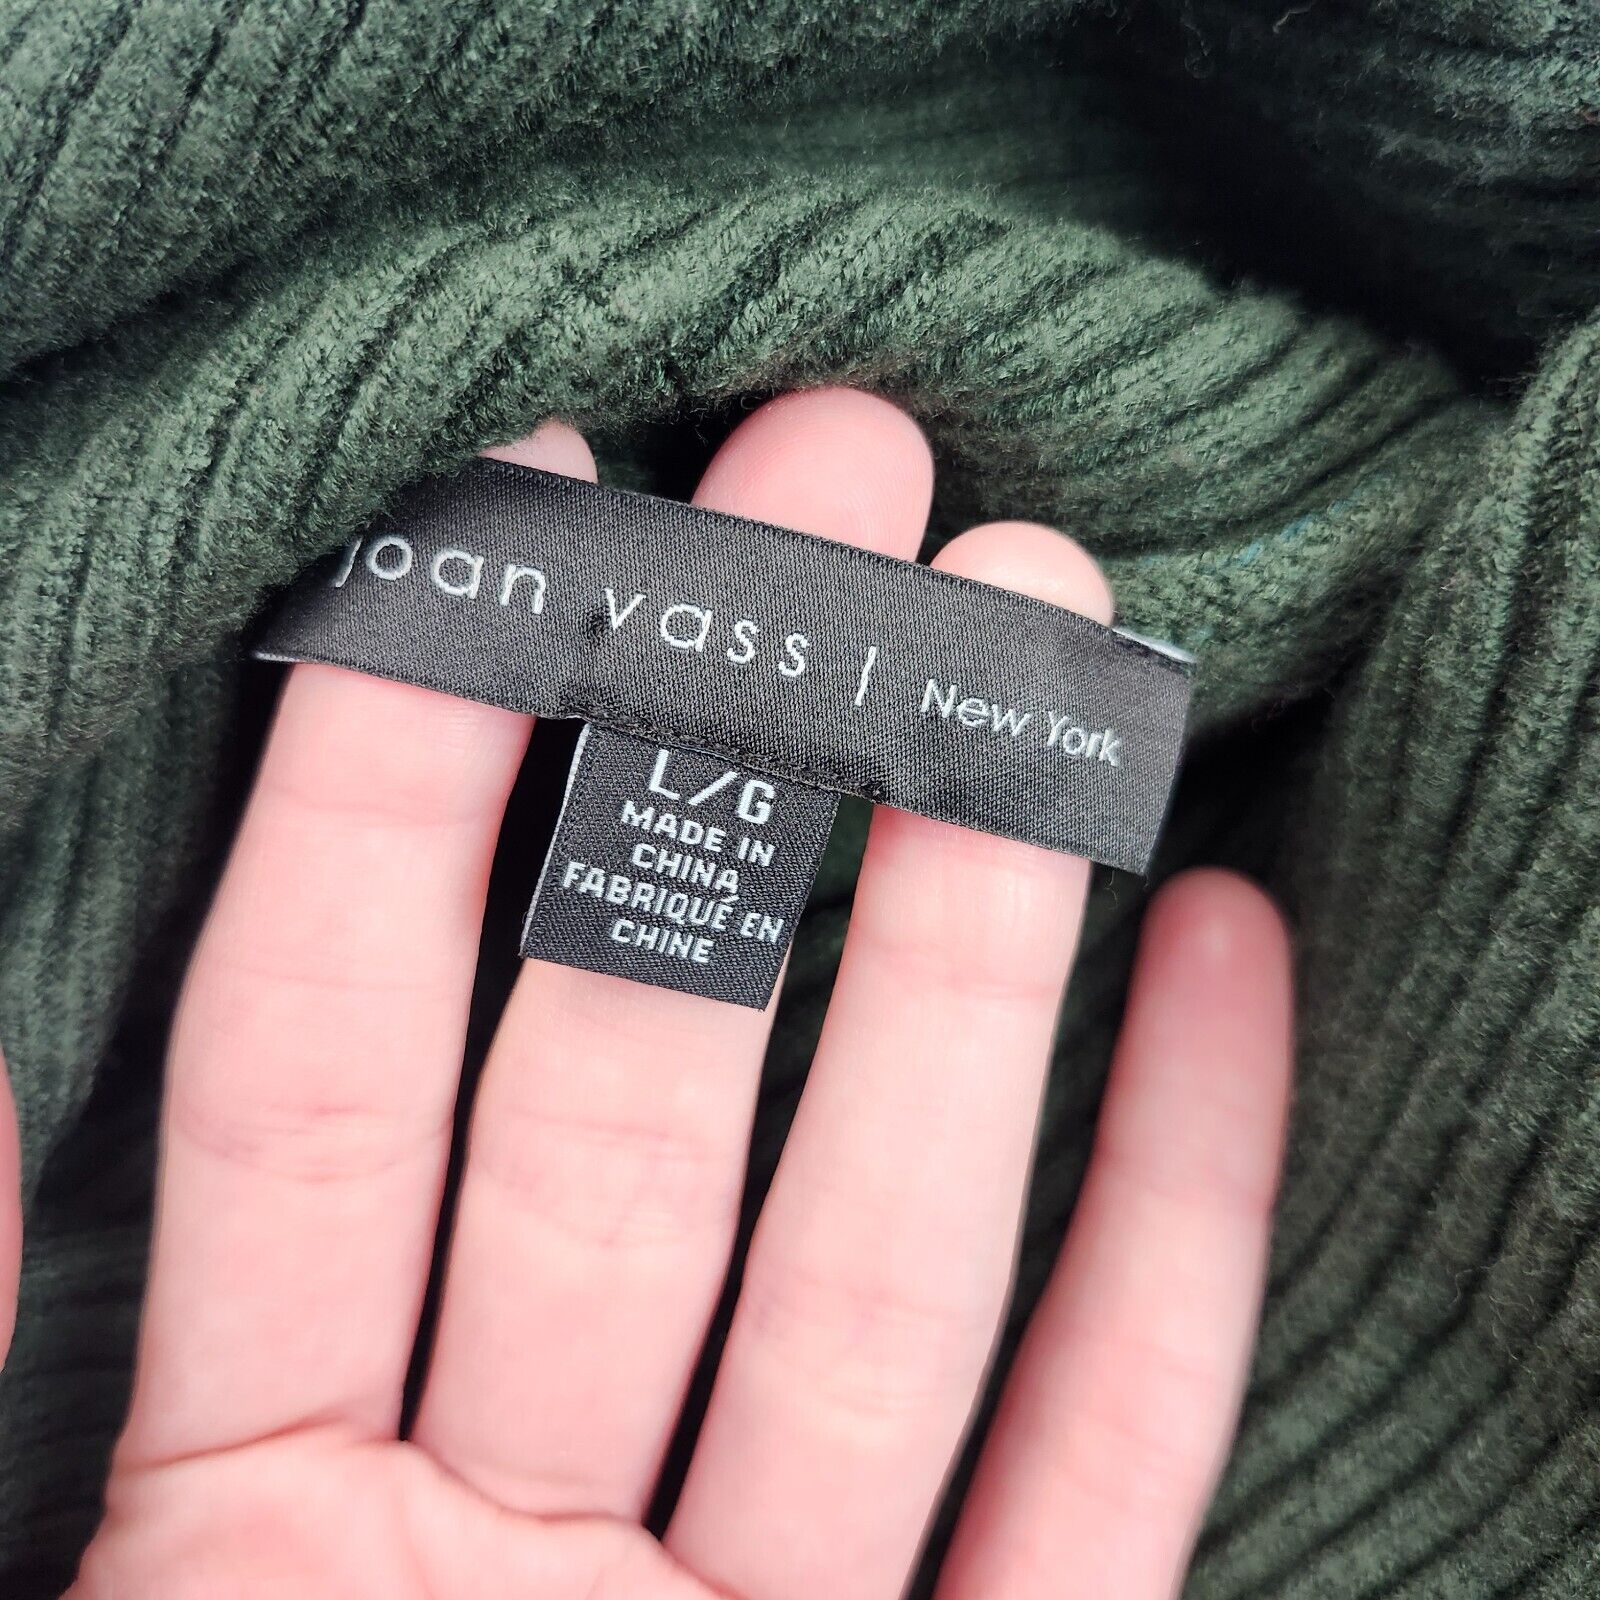 joan vass | New York
L/G
MADE IN
CHINA
FABRIQUÉ EN
CHINE